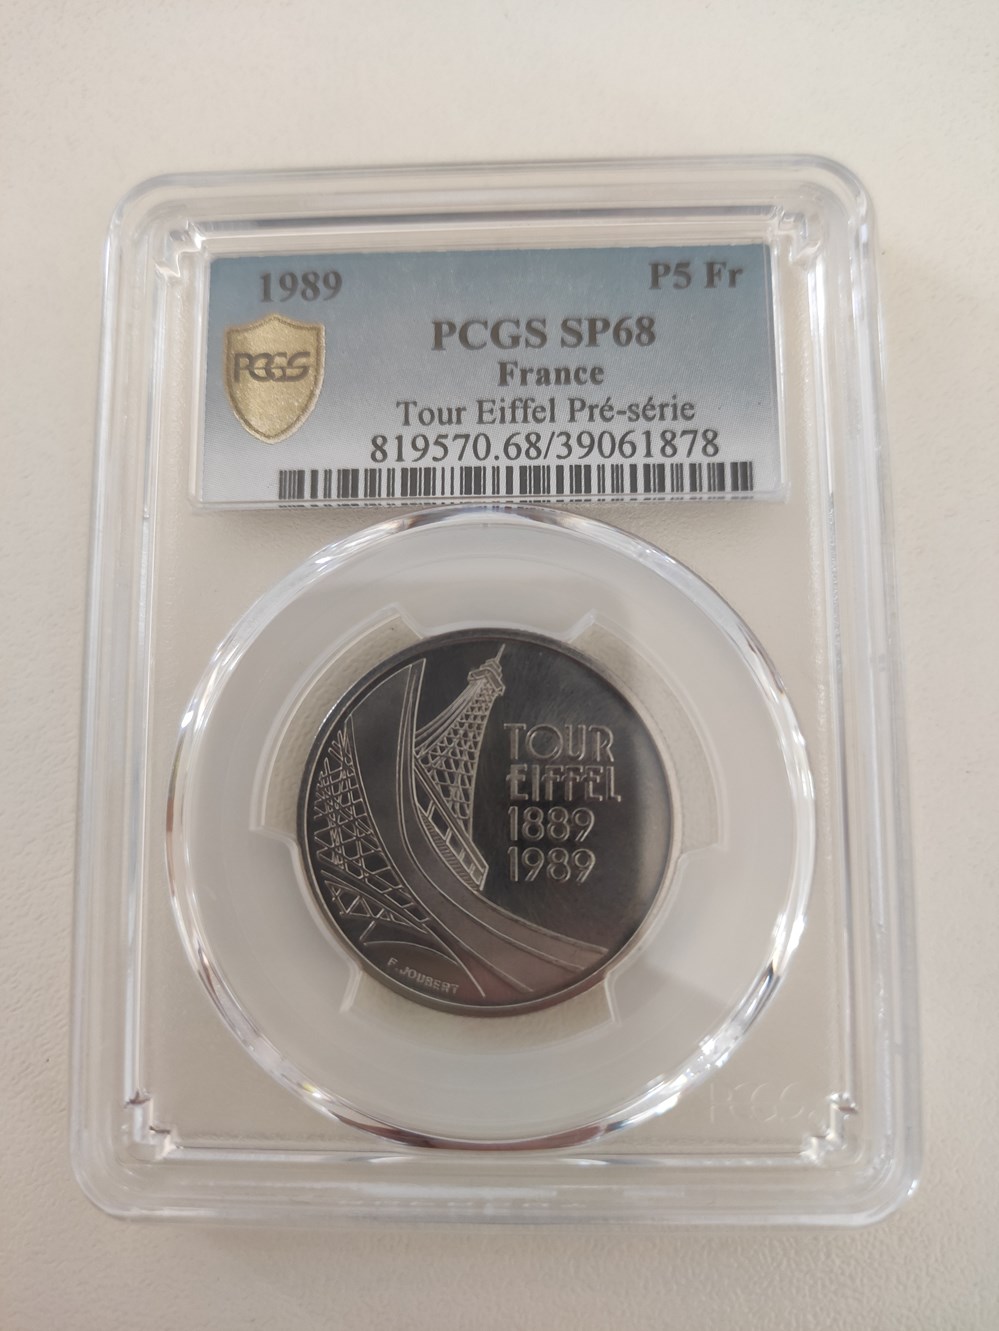 1989 P5 Fr
PCGS SP68
PCGS
France
Tour Eiffel Pré-série
819570.68/39061878
TOUR
EIFFEL
1889
1989
F. JOUBERT
PCGS